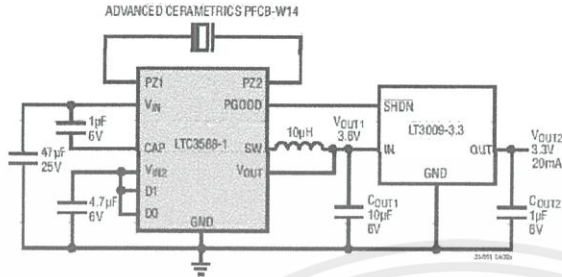 ADVANCED CERAMETRICS PFCB-W14
PZ1
PZ2
VIN
PGOOD
SHDN
1µF
6V
CAP
LTC3588-1
SW
10µH
VOUT1
3.6V
IN
LT3009-3.3
OUT
VOUT2
3.3V
20mA
47µF
25V
VIN2
VOUT
GND
4.7µF
6V
D1
D0
GND
COUT1
10µF
6V
COUT2
1µF
6V